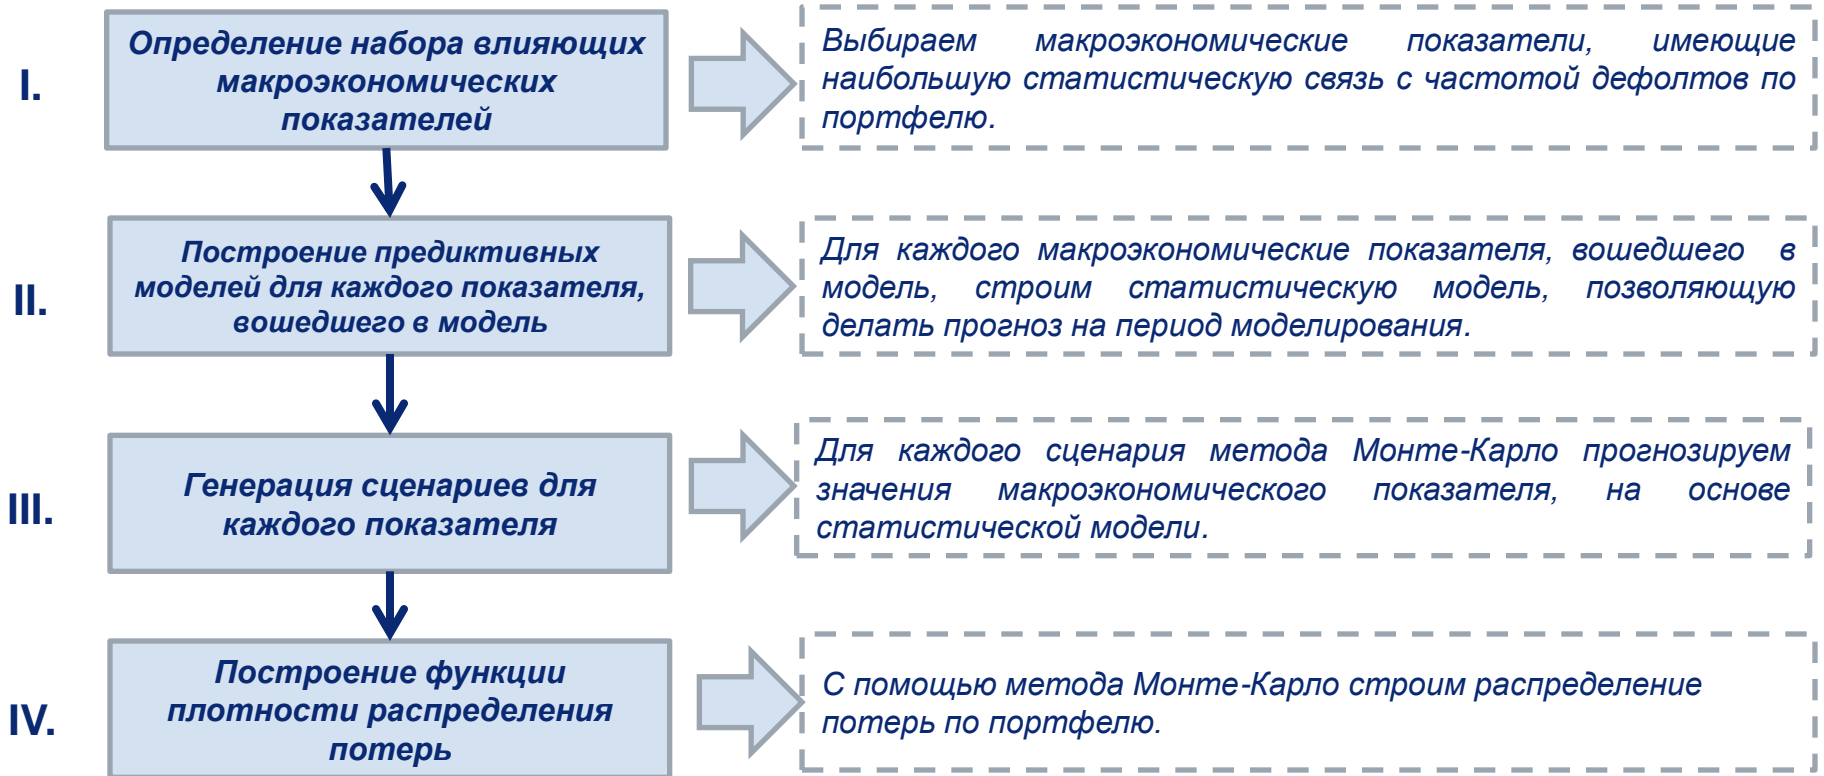 I.
Определение набора влияющих
макроэкономических
показателей
Выбираем макроэкономические показатели, имеющие
наибольшую статистическую связь с частотой дефолтов по
портфелю.
II.
Построение предиктивных
моделей для каждого показателя,
вошедшего в модель
Для каждого макроэкономические показателя, вошедшего в
модель, строим статистическую модель, позволяющую
делать прогноз на период моделирования.
III.
Генерация сценариев для
каждого показателя
Для каждого сценария метода Монте-Карло прогнозируем
значения макроэкономического показателя, на основе
статистической модели.
IV.
Построение функции
плотности распределения
потерь
С помощью метода Монте-Карло строим распределение
потерь по портфелю.